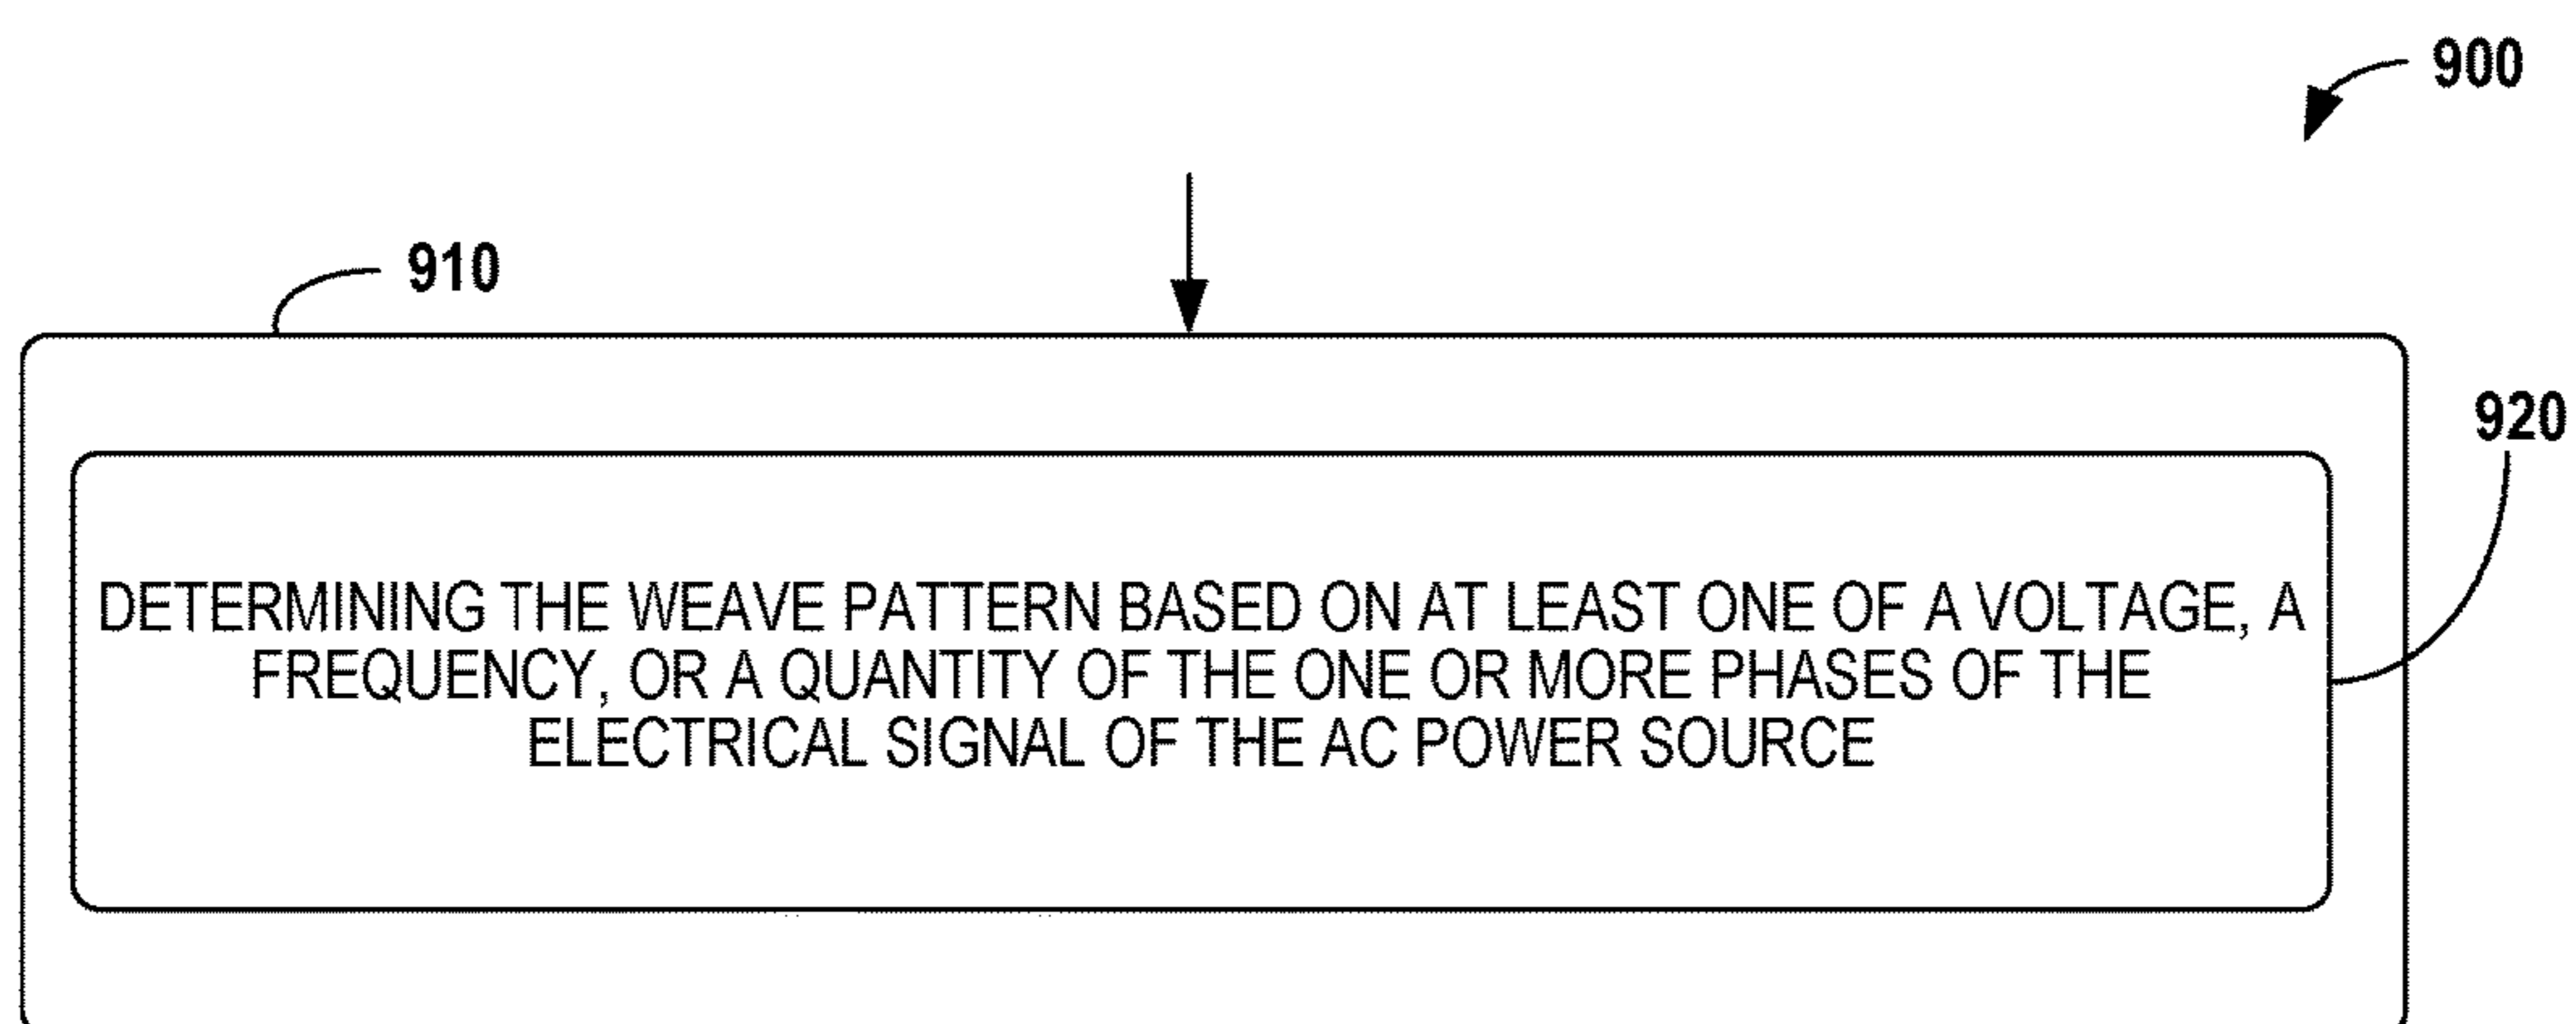 900
910
920
DETERMINING THE WEAVE PATTERN BASED ON AT LEAST ONE OF A VOLTAGE, A
FREQUENCY, OR A QUANTITY OF THE ONE OR MORE PHASES OF THE
ELECTRICAL SIGNAL OF THE AC POWER SOURCE